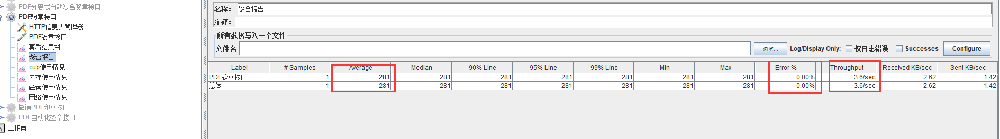 PDF分离式自动复合签章接口
PDF验章接口
HTTP信息头管理器
PDF验章接口
察看结果树
聚合报告
cup使用情况
内存使用情况
磁盘使用情况
网络使用情况
撤销PDF印章接口
PDF自动化签章接口
工作台
名称： 聚合报告
注释：
所有数据写入一个文件
文件名 浏览... Log/Display Only: 仅日志错误 Successes Configure
Label # Samples Average Median 90% Line 95% Line 99% Line Min Max Error % Throughput Received KB/sec Sent KB/sec
PDF验章接口 1 281 281 281 281 281 281 281 0.00% 3.6/sec 2.62 1.42
总体 1 281 281 281 281 281 281 281 0.00% 3.6/sec 2.62 1.42